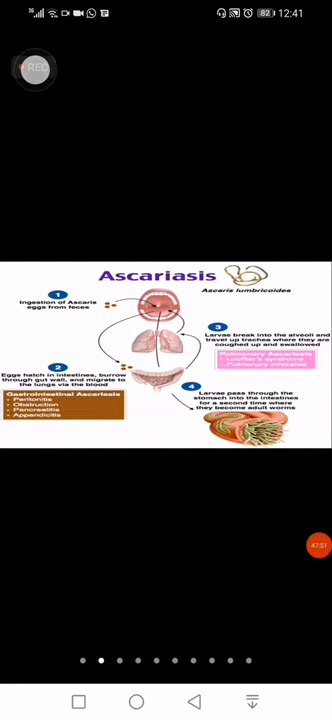 3G
82 12:41
REC
Ascariasis
Ascaris lumbricoides
1
Ingestion of Ascaris
eggs from feces
3
Larvae break into the alveoli and
travel up trachea where they are
coughed up and swallowed
Pulmonary Ascariasis
- Loeffler's syndrome
- Pulmonary infiltrates
2
Eggs hatch in intestines, burrow
through gut wall, and migrate to
the lungs via the blood
Gastrointestinal Ascariasis
- Peritonitis
- Obstruction
- Pancreatitis
- Appendicitis
4
Larvae pass through the
stomach into the intestines
for a second time where
they become adult worms
47:51